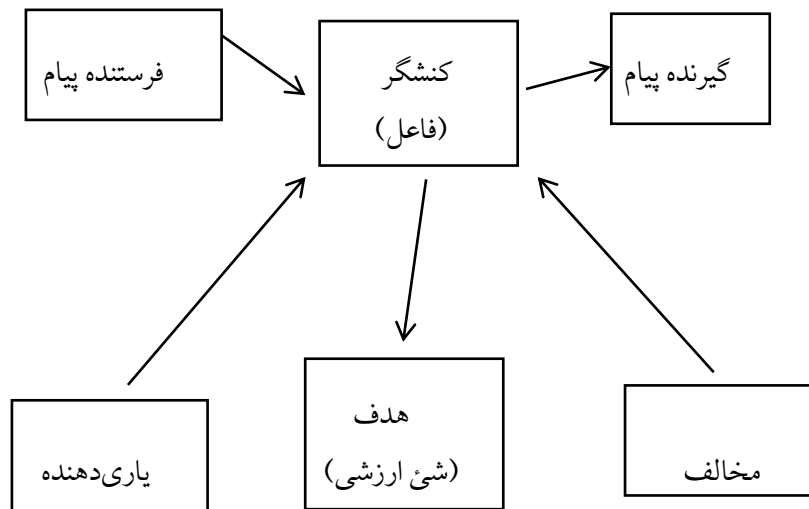 گیرنده پیام
کنشگر
(فاعل)
فرستنده پیام
مخالف
هدف
(شئ ارزشی)
یاری‌دهنده